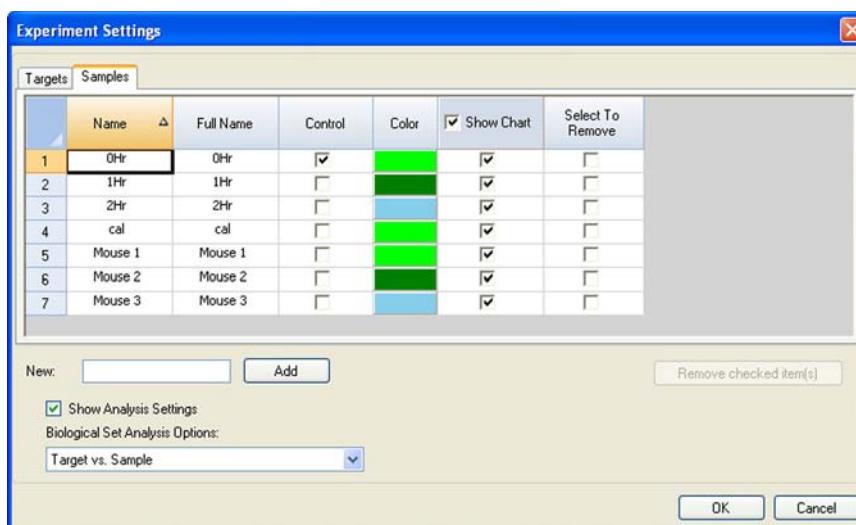 Experiment Settings
Targets Samples
Name Full Name Control Color Show Chart Select To Remove
1 0Hr 0Hr
2 1Hr 1Hr
3 2Hr 2Hr
4 cal cal
5 Mouse 1 Mouse 1
6 Mouse 2 Mouse 2
7 Mouse 3 Mouse 3
New: Add Remove checked item(s)
Show Analysis Settings
Biological Set Analysis Options:
Target vs. Sample
OK Cancel